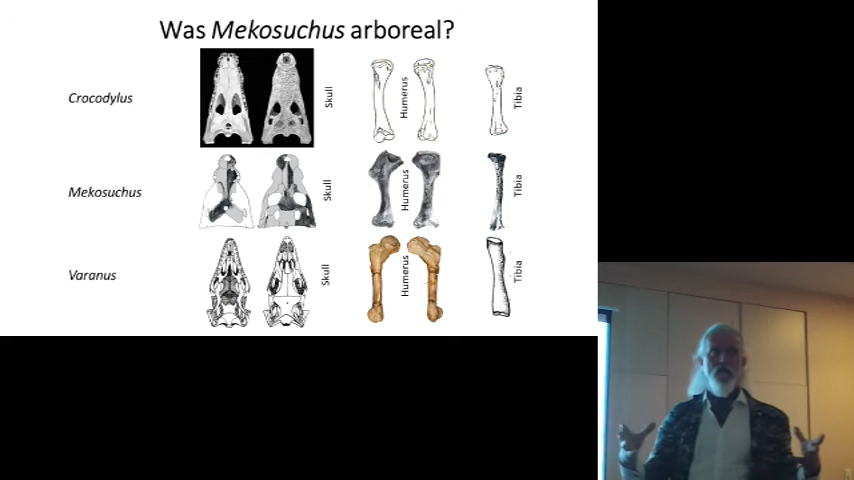 Was Mekosuchus arboreal?
Crocodylus
Skull
Humerus
Tibia
Mekosuchus
Skull
Humerus
Tibia
Varanus
Skull
Humerus
Tibia